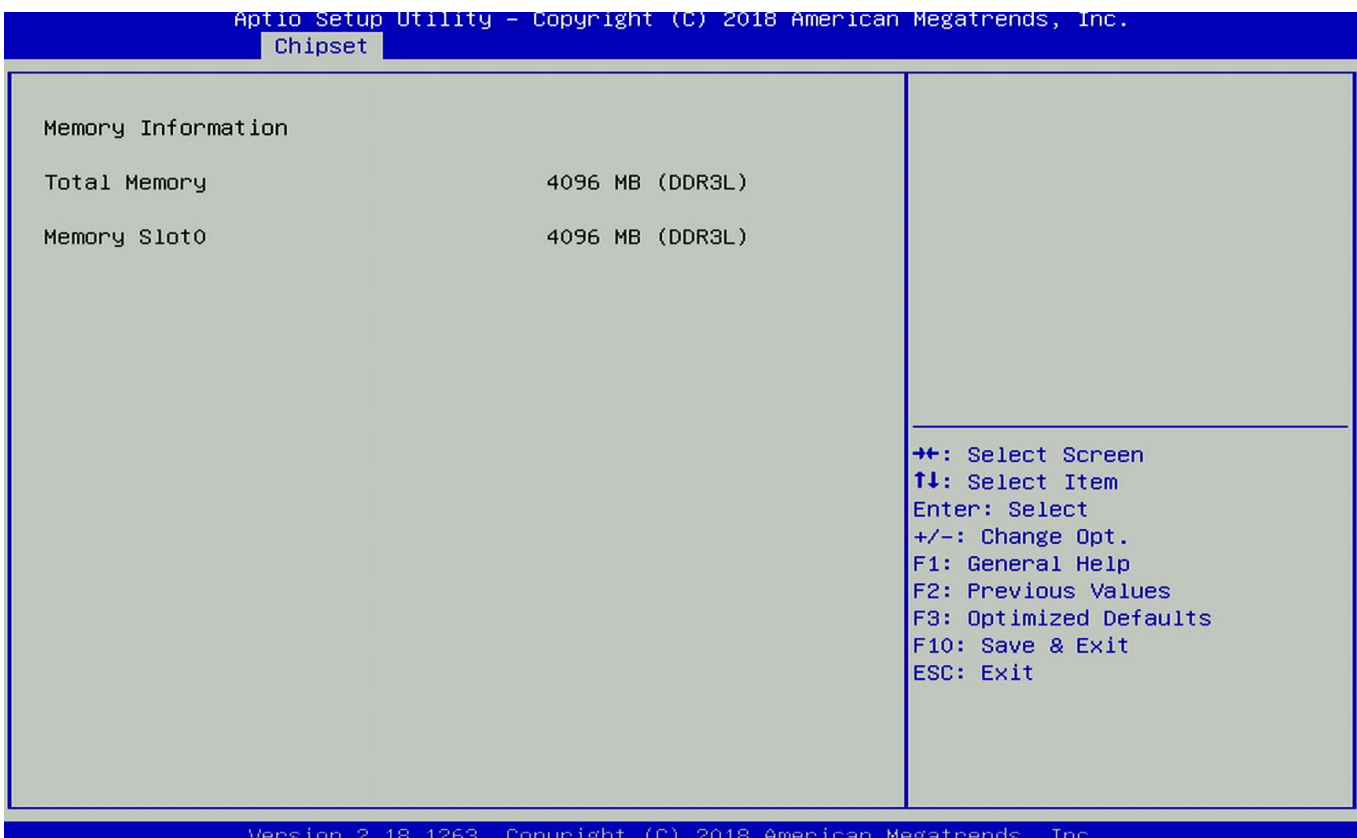 Aptio Setup Utility – Copyright (C) 2018 American Megatrends, Inc.
Chipset
Memory Information
Total Memory 4096 MB (DDR3L)
Memory Slot0 4096 MB (DDR3L)
→←: Select Screen
↑↓: Select Item
Enter: Select
+/-: Change Opt.
F1: General Help
F2: Previous Values
F3: Optimized Defaults
F10: Save & Exit
ESC: Exit
Version 2.18.1263. Copyright (C) 2018 American Megatrends, Inc.